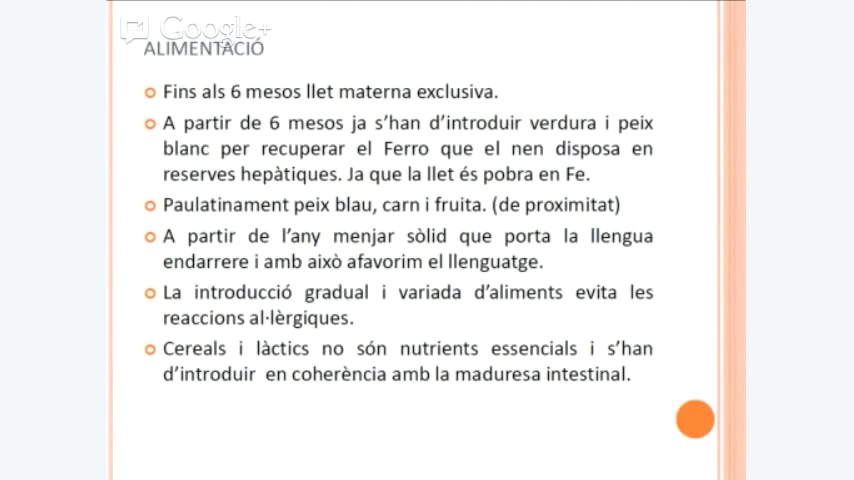 Google+
ALIMENTACIÓ
Fins als 6 mesos llet materna exclusiva.
A partir de 6 mesos ja s'han d'introduir verdura i peix
blanc per recuperar el Ferro que el nen disposa en
reserves hepàtiques. Ja que la llet és pobra en Fe.
Paulatinament peix blau, carn i fruita. (de proximitat)
A partir de l'any menjar sòlid que porta la llengua
endarrere i amb això afavorim el llenguatge.
La introducció gradual i variada d'aliments evita les
reaccions al·lèrgiques.
Cereals i làctics no són nutrients essencials i s'han
d'introduir en coherència amb la maduresa intestinal.